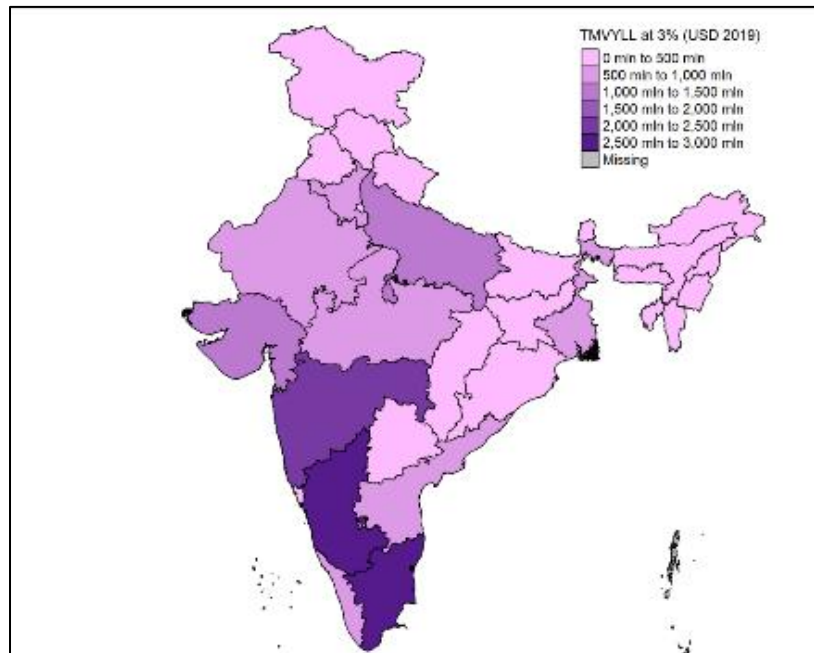 TMVYLL at 3% (USD 2019)
0 mln to 500 mln
500 mln to 1,000 mln
1,000 mln to 1,500 mln
1,500 mln to 2,000 mln
2,000 mln to 2,500 mln
2,500 mln to 3,000 mln
Missing